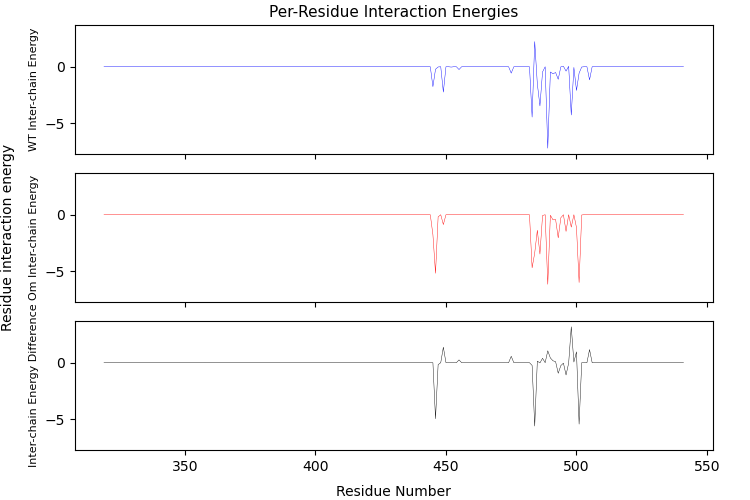 Per-Residue Interaction Energies
WT Inter-chain Energy
0
−5
Om Inter-chain Energy
0
−5
Inter-chain Energy Difference
0
−5
Residue interaction energy
350
400
450
500
550
Residue Number